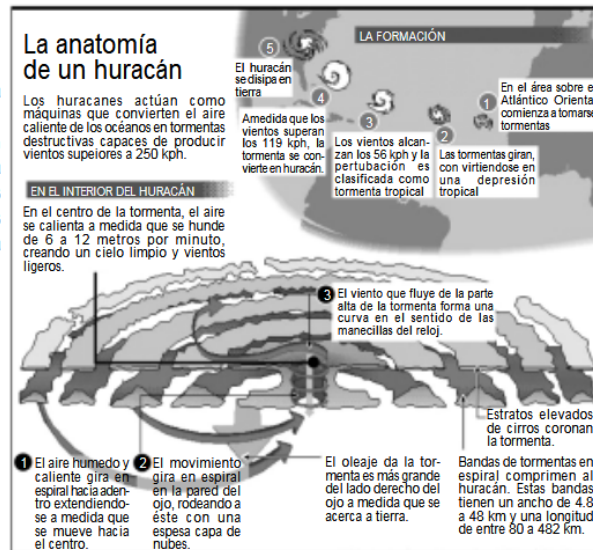 La anatomía
de un huracán
Los huracanes actúan como
máquinas que convierten el aire
caliente de los océanos en tormentas
destructivas capaces de producir
vientos supeiores a 250 kph.
LA FORMACIÓN
5
El huracán
se disipa en
tierra
4
Amedida que los
vientos superan
los 119 kph, la
tormenta se con-
vierte en huracán.
3
Los vientos alcan-
zan los 56 kph y la
pertubación es
clasificada como
tormenta tropical
2
Las tormentas giran,
con virtiendose en
una depresión
tropical
1
En el área sobre e
Atlántico Orienta
comienza a tomarse
tormentas
EN EL INTERIOR DEL HURACÁN
En el centro de la tormenta, el aire
se calienta a medida que se hunde
de 6 a 12 metros por minuto,
creando un cielo limpio y vientos
ligeros.
3 El viento que fluye de la parte
alta de la tormenta forma una
curva en el sentido de las
manecillas del reloj.
Estratos elevados
de cirros coronan
la tormenta.
1 El aire humedo y
caliente gira en
espiral hacia aden-
tro extendiendo-
se a medida que
se mueve hacia
el centro.
2 El movimiento
gira en espiral
en la pared del
ojo, rodeando a
éste con una
espesa capa de
nubes.
El oleaje da la tor-
menta es más grande
del lado derecho del
ojo a medida que se
acerca a tierra.
Bandas de tormentas en
espiral comprimen al
huracán. Estas bandas
tienen un ancho de 4.8
a 48 km y una longitud
de entre 80 a 482 km.